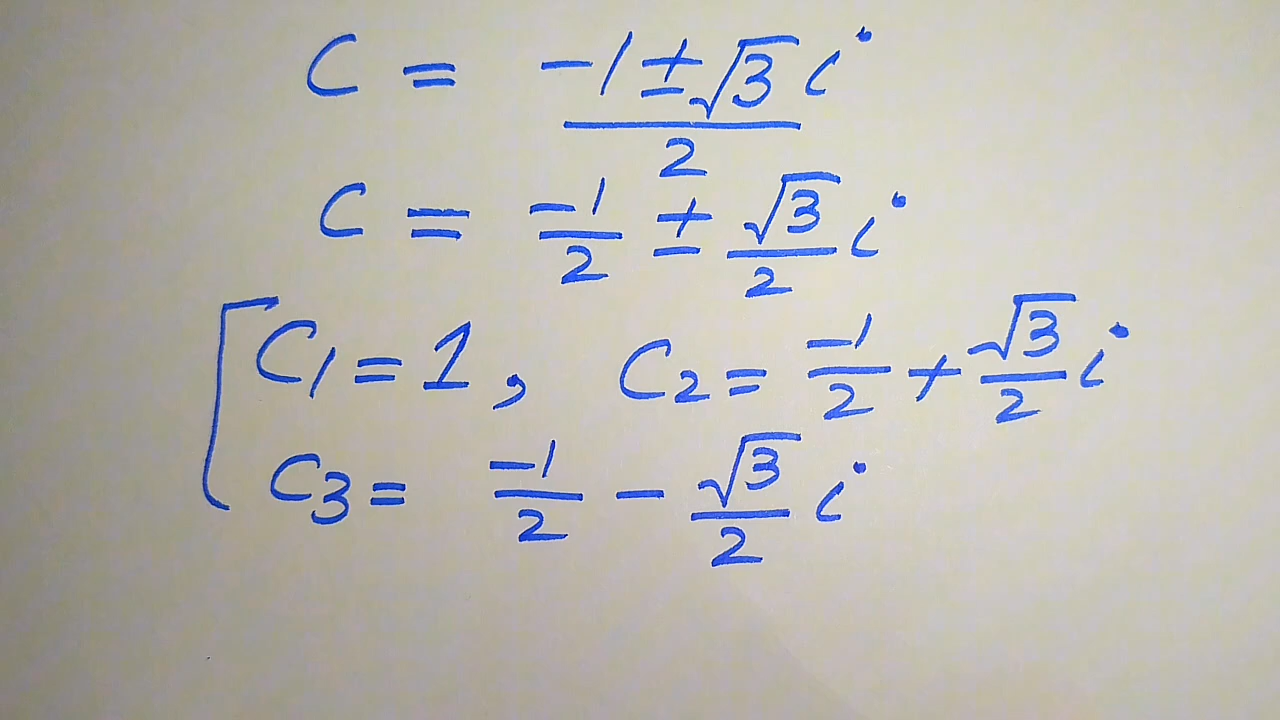 C = (-1 ± √3 i) / 2
C = -1/2 ± √3/2 i
C1 = 1, C2 = -1/2 + √3/2 i
C3 = -1/2 - √3/2 i